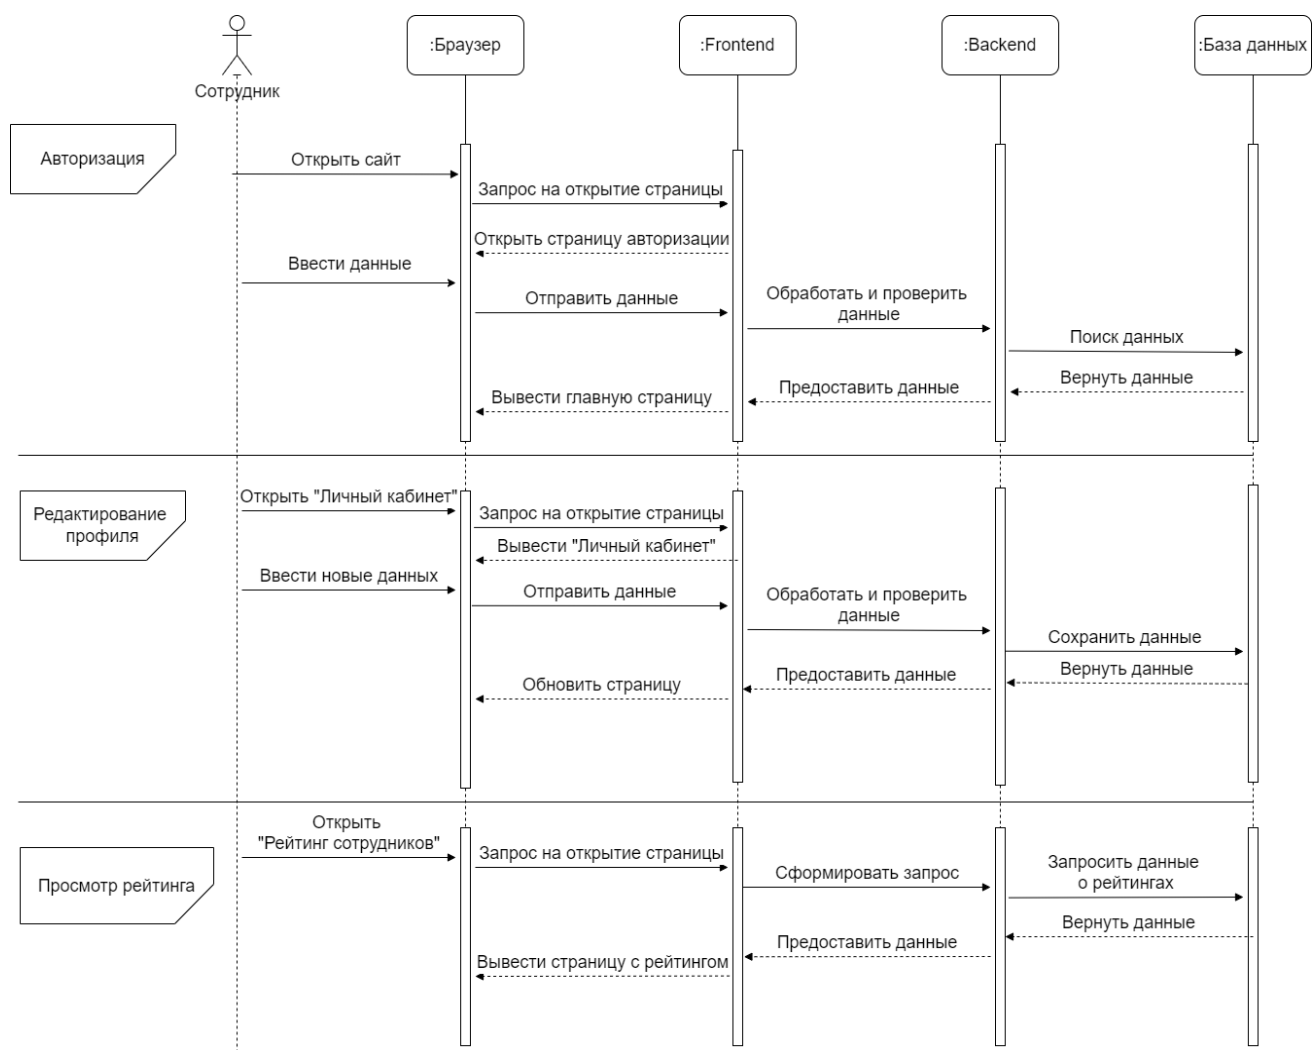 :Браузер
:Frontend
:Backend
:База данных
Сотрудник
Авторизация
Открыть сайт
Запрос на открытие страницы
Открыть страницу авторизации
Ввести данные
Отправить данные
Обработать и проверить
данные
Поиск данных
Вернуть данные
Предоставить данные
Вывести главную страницу
Редактирование
профиля
Открыть "Личный кабинет"
Запрос на открытие страницы
Вывести "Личный кабинет"
Ввести новые данных
Отправить данные
Обработать и проверить
данные
Сохранить данные
Вернуть данные
Предоставить данные
Обновить страницу
Просмотр рейтинга
Открыть
"Рейтинг сотрудников"
Запрос на открытие страницы
Сформировать запрос
Запросить данные
о рейтингах
Вернуть данные
Предоставить данные
Вывести страницу с рейтингом